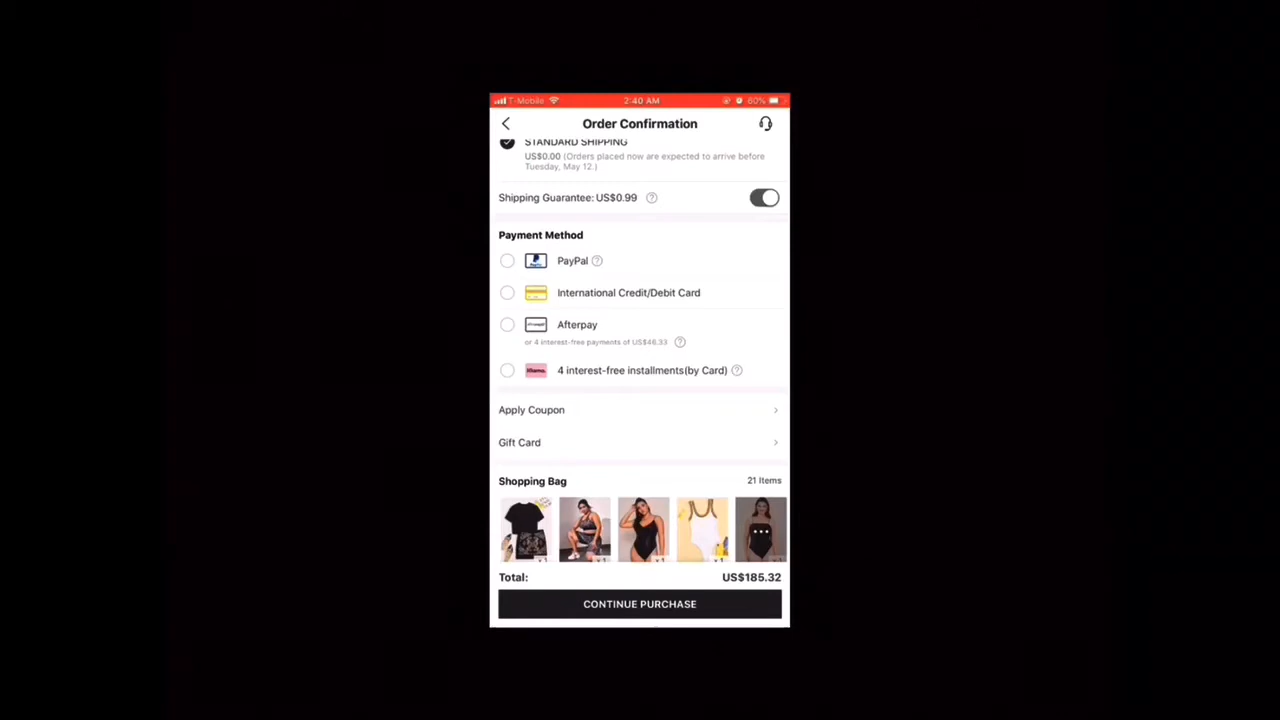 T-Mobile 2:40 AM 60%
Order Confirmation
STANDARD SHIPPING
US$0.00 (Orders placed now are expected to arrive before
Tuesday, May 12.)
Shipping Guarantee: US$0.99 ?
Payment Method
PayPal ?
International Credit/Debit Card
Afterpay
or 4 interest-free payments of US$46.33 ?
Klarna. 4 interest-free installments(by Card) ?
Apply Coupon
Gift Card
Shopping Bag 21 Items
Total: US$185.32
CONTINUE PURCHASE